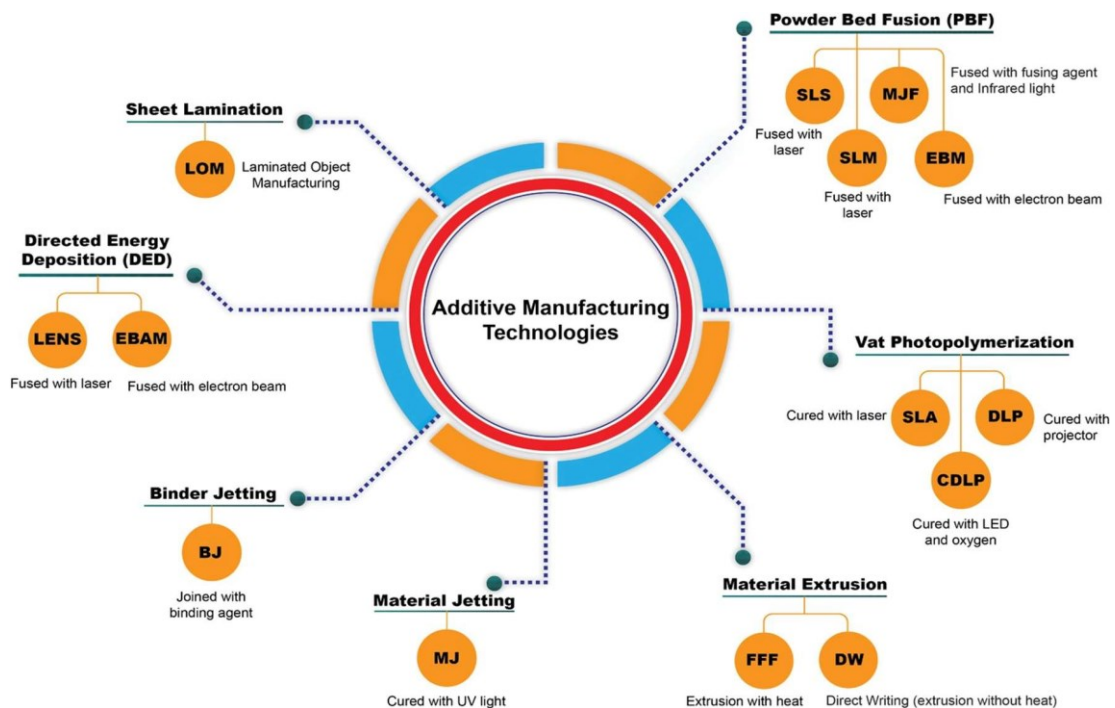 Additive Manufacturing
Technologies
Powder Bed Fusion (PBF)
SLS
Fused with
laser
SLM
Fused with
laser
MJF
Fused with fusing agent
and Infrared light
EBM
Fused with electron beam
Vat Photopolymerization
Cured with laser
SLA
CDLP
Cured with LED
and oxygen
DLP
Cured with
projector
Material Extrusion
FFF
Extrusion with heat
DW
Direct Writing (extrusion without heat)
Material Jetting
MJ
Cured with UV light
Binder Jetting
BJ
Joined with
binding agent
Directed Energy
Deposition (DED)
LENS
Fused with laser
EBAM
Fused with electron beam
Sheet Lamination
LOM
Laminated Object
Manufacturing